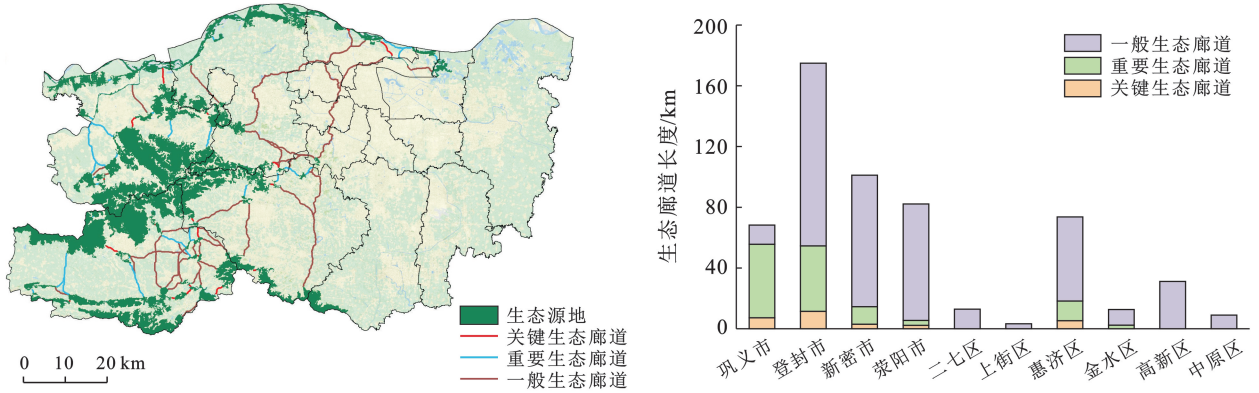 生态源地
关键生态廊道
重要生态廊道
一般生态廊道
0 10 20 km
生态廊道长度/km
200
160
120
80
40
0
一般生态廊道
重要生态廊道
关键生态廊道
巩义市
登封市
新密市
荥阳市
二七区
上街区
惠济区
金水区
高新区
中原区